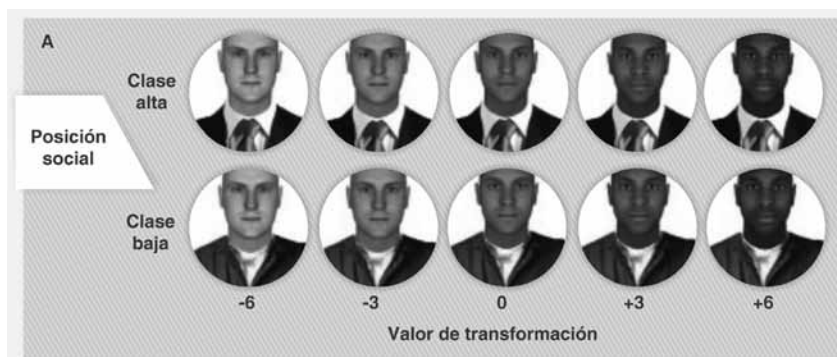 A
Clase
alta
Posición
social
Clase
baja
-6 -3 0 +3 +6
Valor de transformación